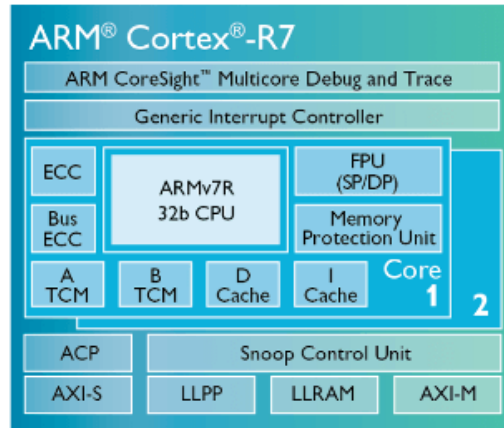 ARM® Cortex®-R7
ARM CoreSight™ Multicore Debug and Trace
Generic Interrupt Controller
ECC
ARMv7R
32b CPU
FPU
(SP/DP)
Bus
ECC
Memory
Protection Unit
A
TCM
B
TCM
D
Cache
I
Cache
Core
1
2
ACP
Snoop Control Unit
AXI-S
LLPP
LLRAM
AXI-M